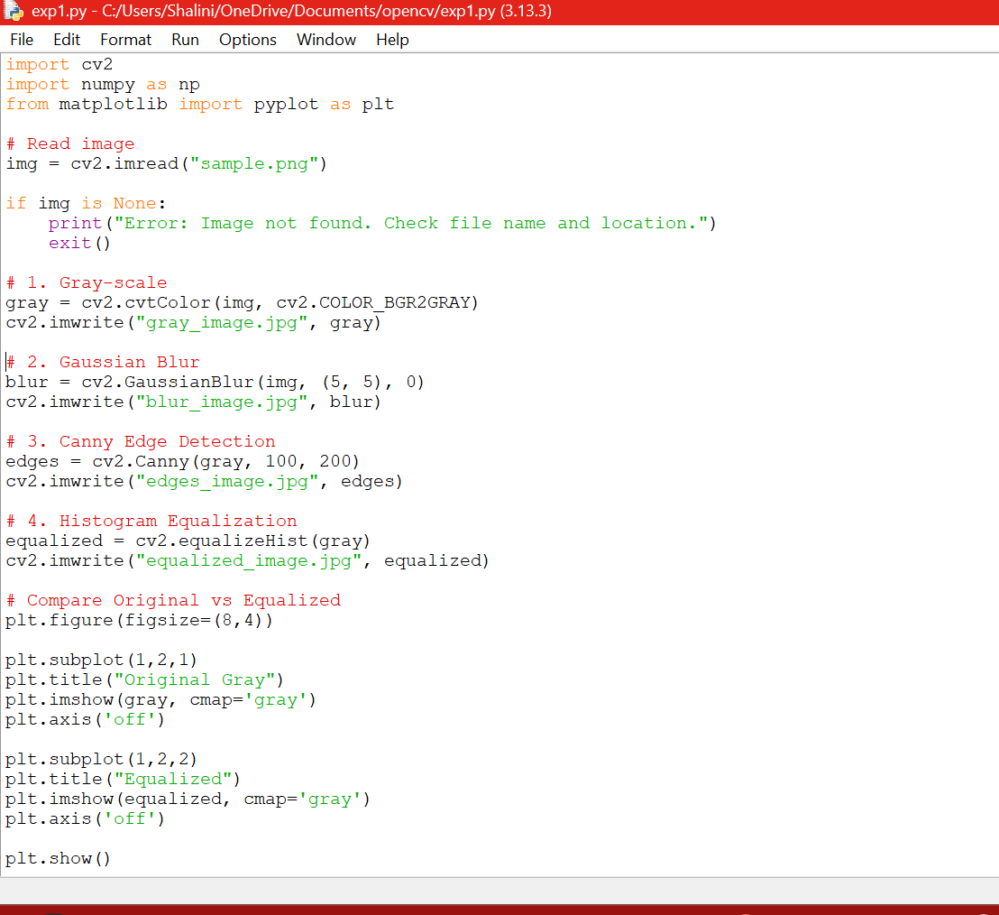 exp1.py - C:/Users/Shalini/OneDrive/Documents/opencv/exp1.py (3.13.3)
File Edit Format Run Options Window Help
import cv2
import numpy as np
from matplotlib import pyplot as plt

# Read image
img = cv2.imread("sample.png")

if img is None:
    print("Error: Image not found. Check file name and location.")
    exit()

# 1. Gray-scale
gray = cv2.cvtColor(img, cv2.COLOR_BGR2GRAY)
cv2.imwrite("gray_image.jpg", gray)

# 2. Gaussian Blur
blur = cv2.GaussianBlur(img, (5, 5), 0)
cv2.imwrite("blur_image.jpg", blur)

# 3. Canny Edge Detection
edges = cv2.Canny(gray, 100, 200)
cv2.imwrite("edges_image.jpg", edges)

# 4. Histogram Equalization
equalized = cv2.equalizeHist(gray)
cv2.imwrite("equalized_image.jpg", equalized)

# Compare Original vs Equalized
plt.figure(figsize=(8,4))

plt.subplot(1,2,1)
plt.title("Original Gray")
plt.imshow(gray, cmap='gray')
plt.axis('off')

plt.subplot(1,2,2)
plt.title("Equalized")
plt.imshow(equalized, cmap='gray')
plt.axis('off')

plt.show()